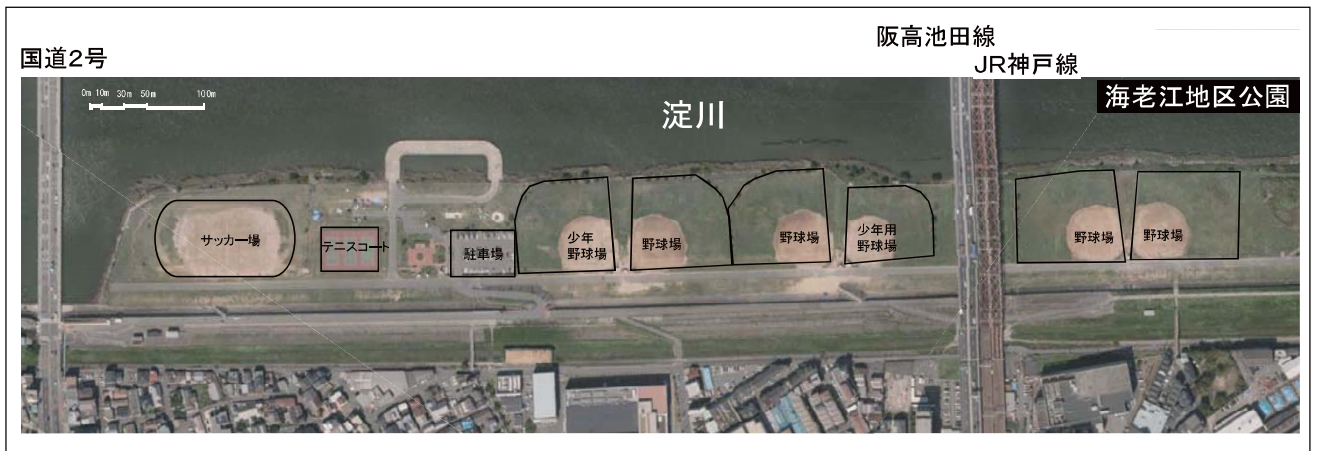 阪高池田線
国道2号
JR神戸線
海老江地区公園
0m 10m 30m 50m 100m
淀川
サッカー場
テニスコート
駐車場
少年
野球場
野球場
野球場
少年用
野球場
野球場
野球場